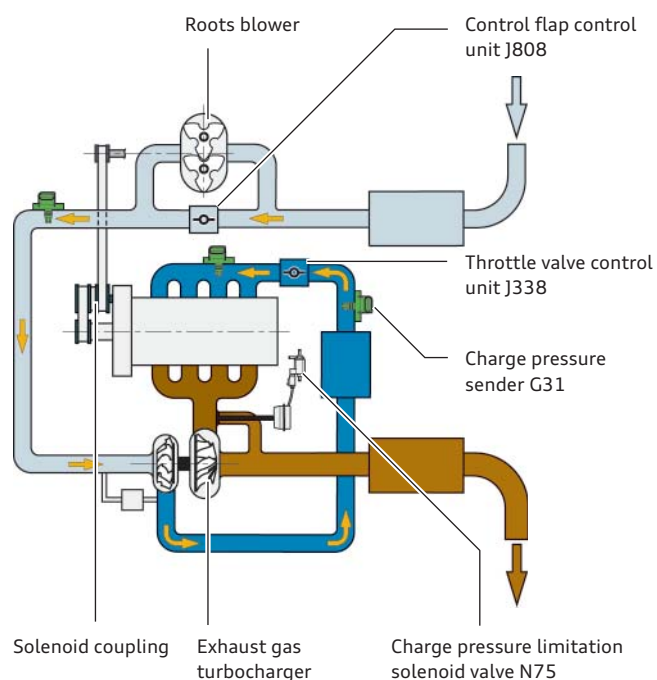 Roots blower
Control flap control
unit J808
Throttle valve control
unit J338
Charge pressure
sender G31
Solenoid coupling
Exhaust gas
turbocharger
Charge pressure limitation
solenoid valve N75